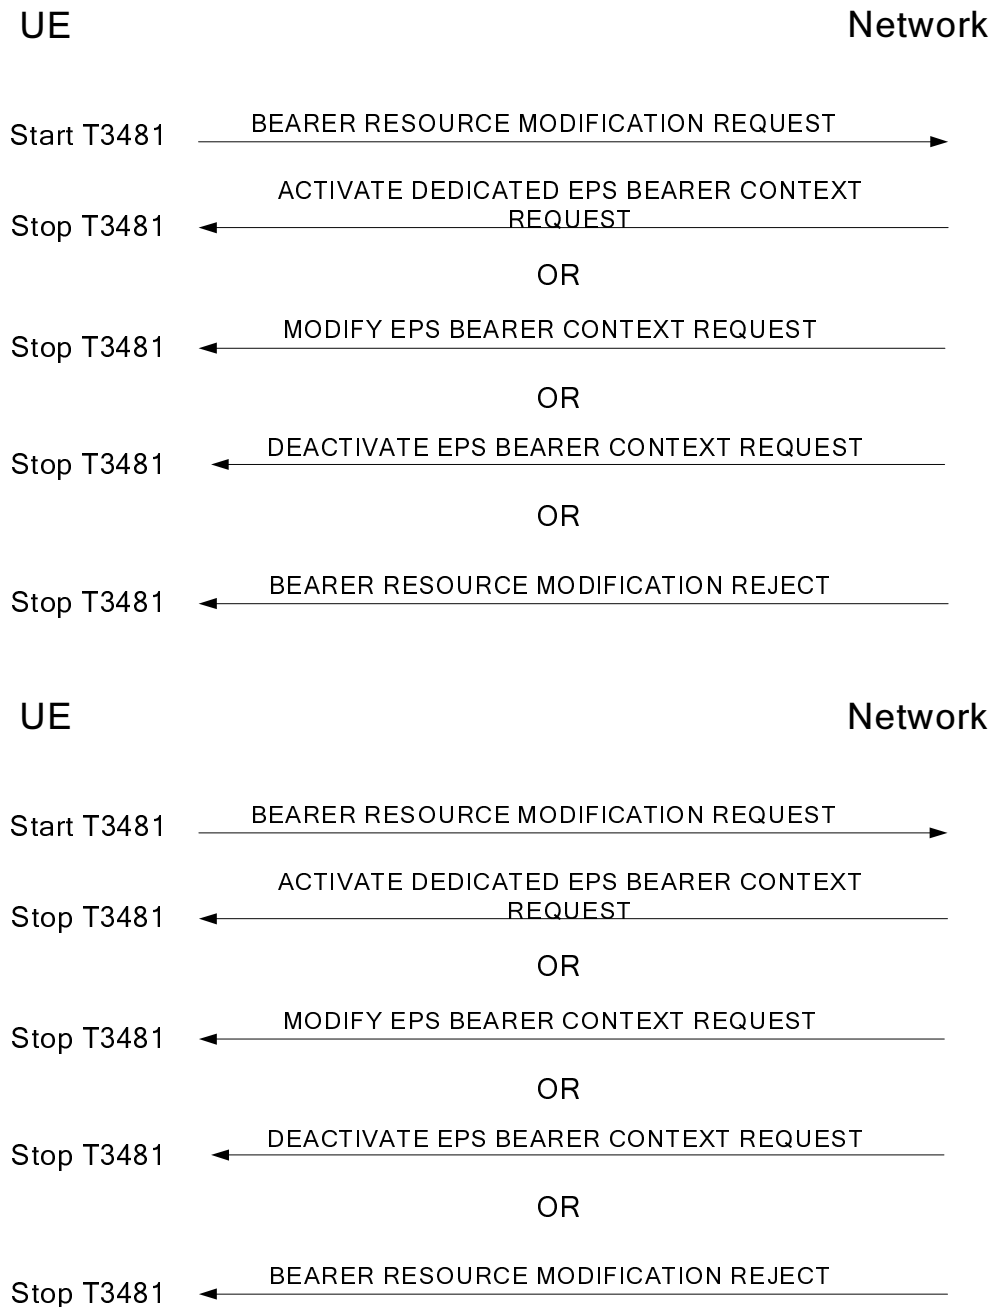 UE Network
Start T3481 BEARER RESOURCE MODIFICATION REQUEST
ACTIVATE DEDICATED EPS BEARER CONTEXT
Stop T3481 REQUEST
OR
Stop T3481 MODIFY EPS BEARER CONTEXT REQUEST
OR
Stop T3481 DEACTIVATE EPS BEARER CONTEXT REQUEST
OR
Stop T3481 BEARER RESOURCE MODIFICATION REJECT
UE Network
Start T3481 BEARER RESOURCE MODIFICATION REQUEST
ACTIVATE DEDICATED EPS BEARER CONTEXT
Stop T3481 REQUEST
OR
Stop T3481 MODIFY EPS BEARER CONTEXT REQUEST
OR
Stop T3481 DEACTIVATE EPS BEARER CONTEXT REQUEST
OR
Stop T3481 BEARER RESOURCE MODIFICATION REJECT